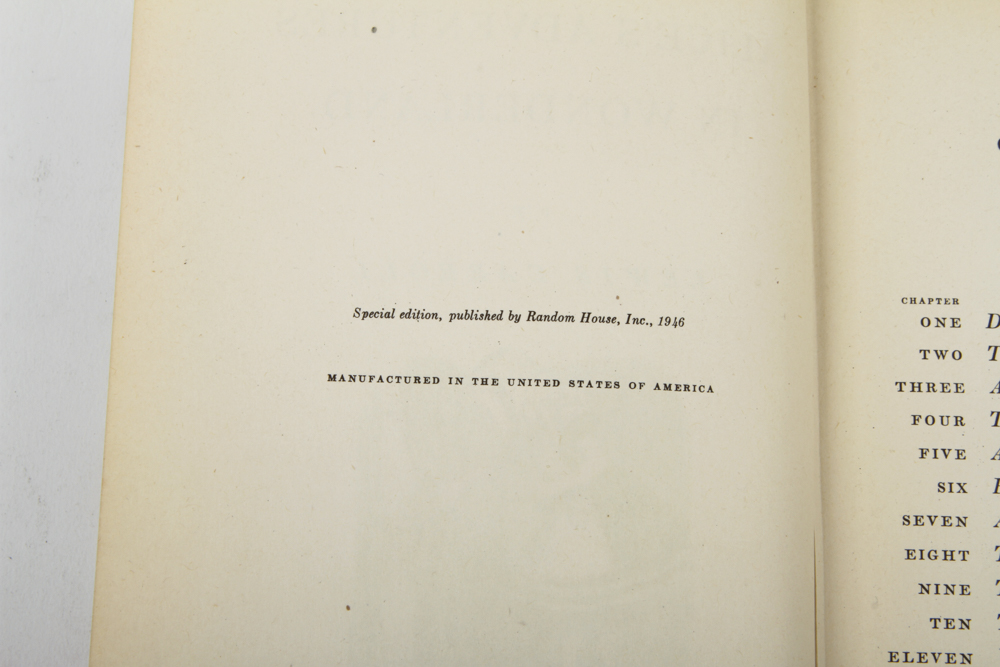 Special edition, published by Random House, Inc., 1946
MANUFACTURED IN THE UNITED STATES OF AMERICA
CHAPTER
ONE D
TWO T
THREE A
FOUR T
FIVE A
SIX
SEVEN A
EIGHT T
NINE T
TEN T
ELEVEN